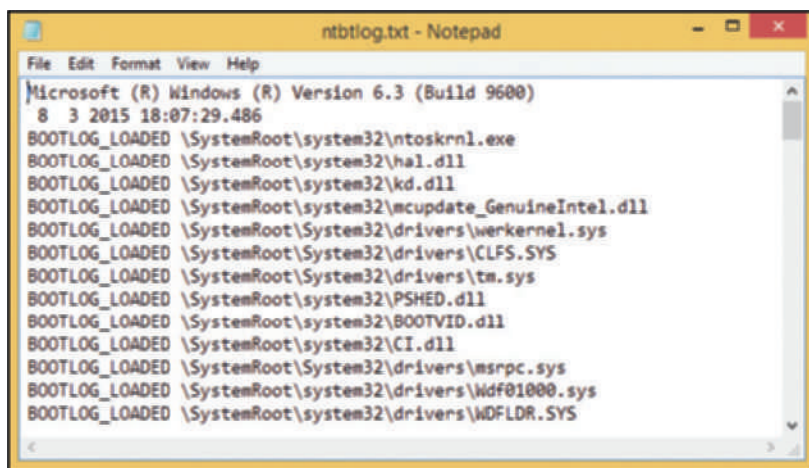 ntbtlog.txt - Notepad
File Edit Format View Help
Microsoft (R) Windows (R) Version 6.3 (Build 9600)
8 3 2015 18:07:29.486
BOOTLOG_LOADED \SystemRoot\system32\ntoskrnl.exe
BOOTLOG_LOADED \SystemRoot\system32\hal.dll
BOOTLOG_LOADED \SystemRoot\system32\kd.dll
BOOTLOG_LOADED \SystemRoot\system32\mcupdate_GenuineIntel.dll
BOOTLOG_LOADED \SystemRoot\system32\drivers\werkernel.sys
BOOTLOG_LOADED \SystemRoot\system32\drivers\CLFS.SYS
BOOTLOG_LOADED \SystemRoot\system32\drivers\tm.sys
BOOTLOG_LOADED \SystemRoot\system32\PSHED.dll
BOOTLOG_LOADED \SystemRoot\system32\BOOTVID.dll
BOOTLOG_LOADED \SystemRoot\system32\CI.dll
BOOTLOG_LOADED \SystemRoot\system32\drivers\msrpc.sys
BOOTLOG_LOADED \SystemRoot\system32\drivers\Wdf01000.sys
BOOTLOG_LOADED \SystemRoot\system32\drivers\WDFLDR.SYS